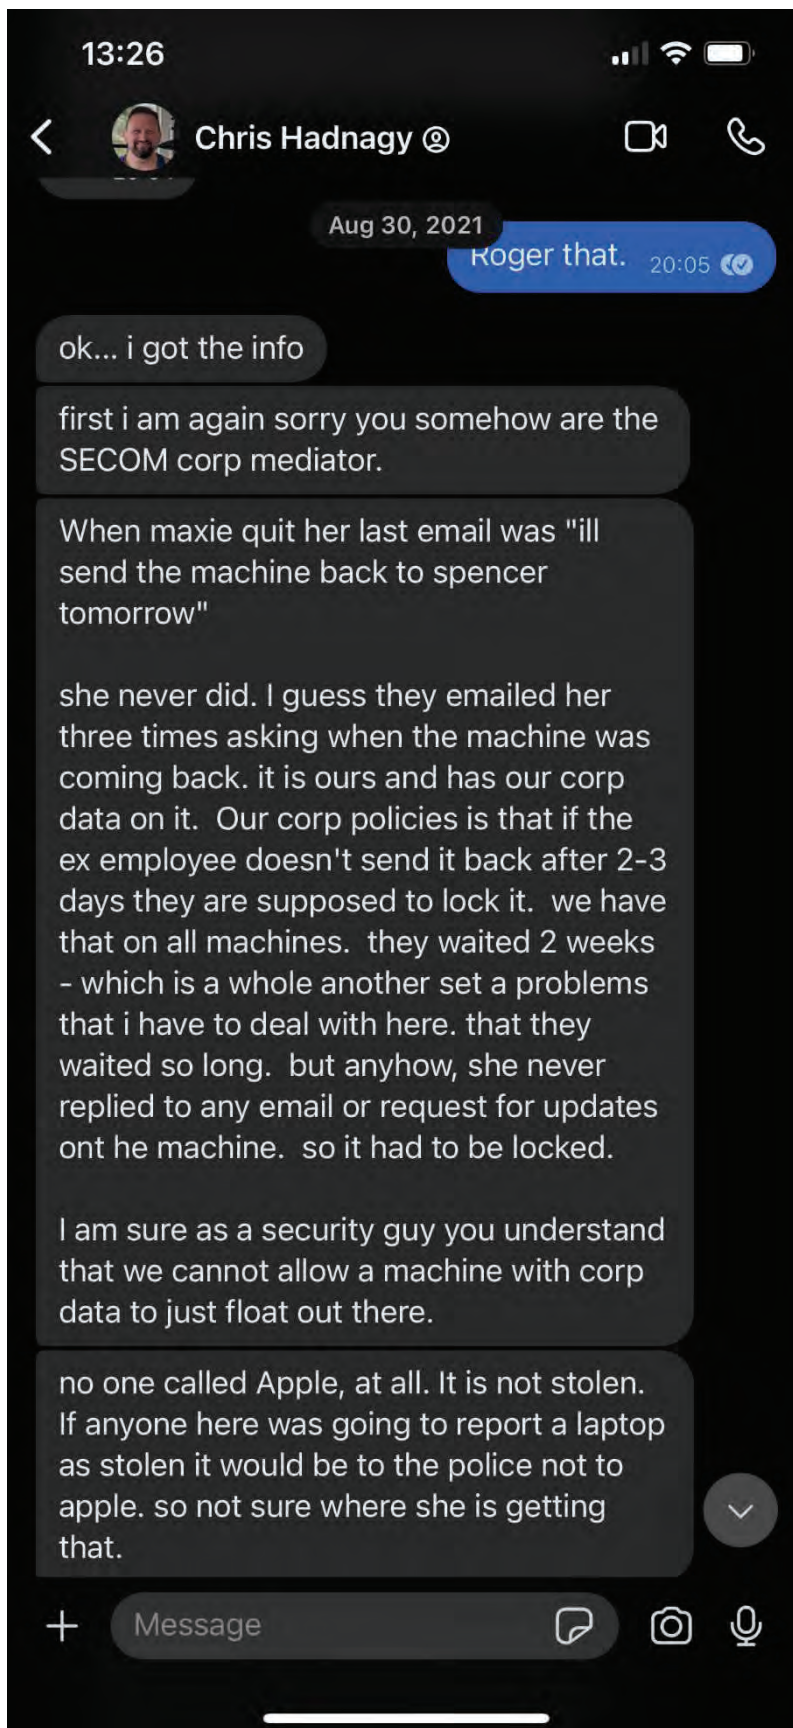 13:26
Chris Hadnagy
Aug 30, 2021
Roger that. 20:05
ok... i got the info
first i am again sorry you somehow are the
SECOM corp mediator.
When maxie quit her last email was "ill
send the machine back to spencer
tomorrow"
she never did. I guess they emailed her
three times asking when the machine was
coming back. it is ours and has our corp
data on it.  Our corp policies is that if the
ex employee doesn't send it back after 2-3
days they are supposed to lock it.  we have
that on all machines.  they waited 2 weeks
- which is a whole another set a problems
that i have to deal with here. that they
waited so long.  but anyhow, she never
replied to any email or request for updates
ont he machine.  so it had to be locked.
I am sure as a security guy you understand
that we cannot allow a machine with corp
data to just float out there.
no one called Apple, at all. It is not stolen.
If anyone here was going to report a laptop
as stolen it would be to the police not to
apple. so not sure where she is getting
that.
Message